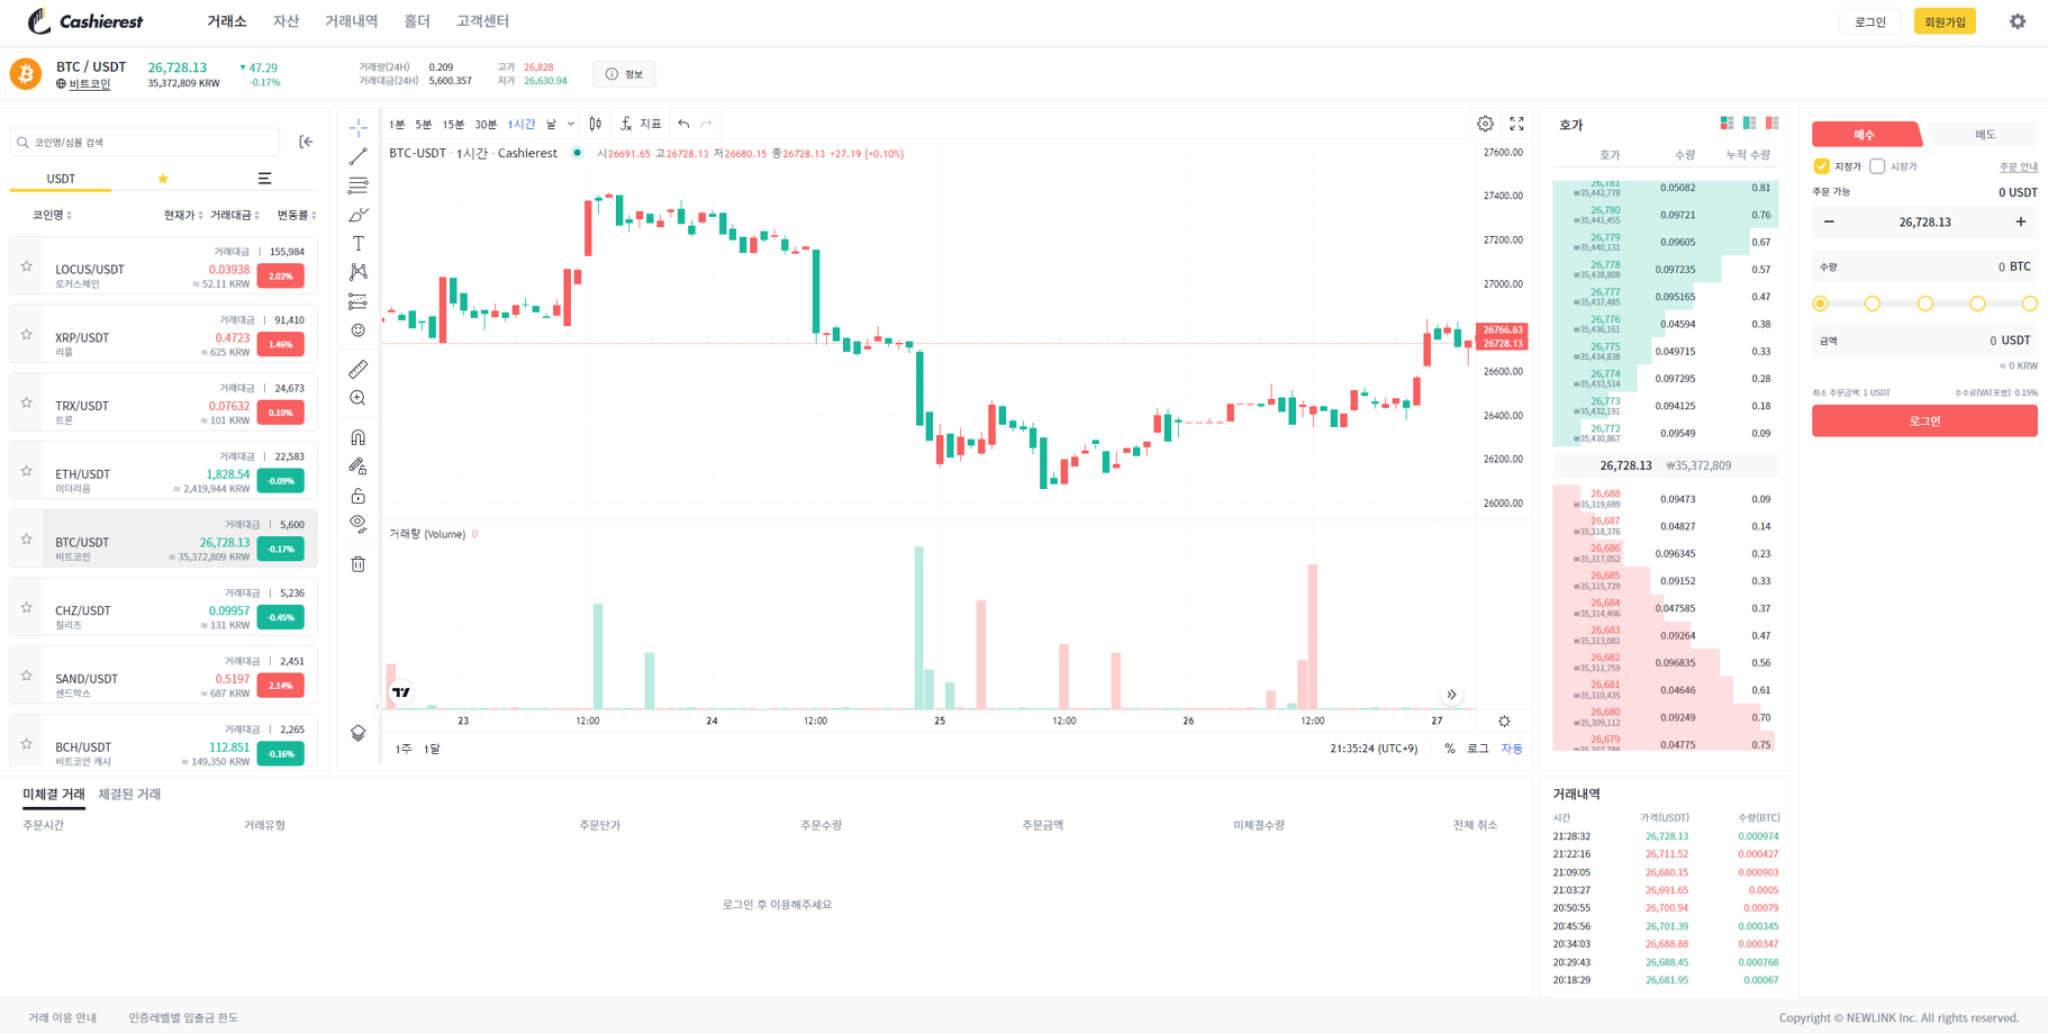 Cashierest
거래소 자산 거래내역 홀더 고객센터
로그인 회원가입
BTC / USDT 26,728.13 ▼ 47.29
비트코인 35,372,809 KRW -0.17%
거래량(24H) 0.209 고가 26,828
거래대금(24H) 5,600.357 저가 26,630.94
정보
코인명/심볼 검색
USDT
코인명 현재가 거래대금 변동률
거래대금 | 155,984
LOCUS/USDT 0.03938 2.02%
로커스체인 ≈ 52.11 KRW
거래대금 | 91,410
XRP/USDT 0.4723 1.46%
리플 ≈ 625 KRW
거래대금 | 24,673
TRX/USDT 0.07632 0.10%
트론 ≈ 101 KRW
거래대금 | 22,583
ETH/USDT 1,828.54 -0.09%
이더리움 ≈ 2,419,944 KRW
거래대금 | 5,600
BTC/USDT 26,728.13 -0.17%
비트코인 ≈ 35,372,809 KRW
거래대금 | 5,236
CHZ/USDT 0.09957 -0.45%
칠리즈 ≈ 131 KRW
거래대금 | 2,451
SAND/USDT 0.5197 2.14%
샌드박스 ≈ 687 KRW
거래대금 | 2,265
BCH/USDT 112.851 -0.16%
비트코인 캐시 ≈ 149,350 KRW
1분 5분 15분 30분 1시간 날 지표
BTC-USDT · 1시간 · Cashierest 시26691.65 고26728.13 저26680.15 종26728.13 +27.19 (+0.10%)
27600.00
27400.00
27200.00
27000.00
26766.63
26728.13
26600.00
26400.00
26200.00
26000.00
거래량 (Volume) 0
23 12:00 24 12:00 25 12:00 26 12:00 27
1주 1달 21:35:24 (UTC+9) % 로그 자동
호가
호가 수량 누적 수량
26,781 0.05082 0.81
₩35,442,778
26,780 0.09721 0.76
₩35,441,455
26,779 0.09605 0.67
₩35,440,131
26,778 0.097235 0.57
₩35,438,808
26,777 0.095165 0.47
₩35,437,485
26,776 0.04594 0.38
₩35,436,161
26,775 0.049715 0.33
₩35,434,838
26,774 0.097295 0.28
₩35,433,514
26,773 0.094125 0.18
₩35,432,191
26,772 0.09549 0.09
₩35,430,867
26,728.13 ₩35,372,809
26,688 0.09473 0.09
₩35,319,699
26,687 0.04827 0.14
₩35,318,376
26,686 0.096345 0.23
₩35,317,052
26,685 0.09152 0.33
₩35,315,729
26,684 0.047585 0.37
₩35,314,406
26,683 0.09264 0.47
₩35,313,082
26,682 0.096835 0.56
₩35,311,759
26,681 0.04646 0.61
₩35,310,435
26,680 0.09249 0.70
₩35,309,112
26,679 0.04775 0.75
₩35,307,788
매수 매도
지정가 시장가 주문 안내
주문 가능 0 USDT
− 26,728.13 +
수량 0 BTC
금액 0 USDT
≈ 0 KRW
최소 주문금액: 1 USDT 수수료(VAT포함): 0.15%
로그인
미체결 거래 체결된 거래
주문시간 거래유형 주문단가 주문수량 주문금액 미체결수량 전체 취소
로그인 후 이용해주세요
거래내역
시간 가격(USDT) 수량(BTC)
21:28:32 26,728.13 0.000974
21:22:16 26,711.52 0.000427
21:09:05 26,680.15 0.000903
21:03:27 26,691.65 0.0005
20:50:55 26,700.94 0.00079
20:45:56 26,701.39 0.000345
20:34:03 26,688.88 0.000347
20:29:43 26,688.45 0.000768
20:18:29 26,681.95 0.00067
거래 이용 안내 인증레벨별 입출금 한도
Copyright © NEWLINK Inc. All rights reserved.